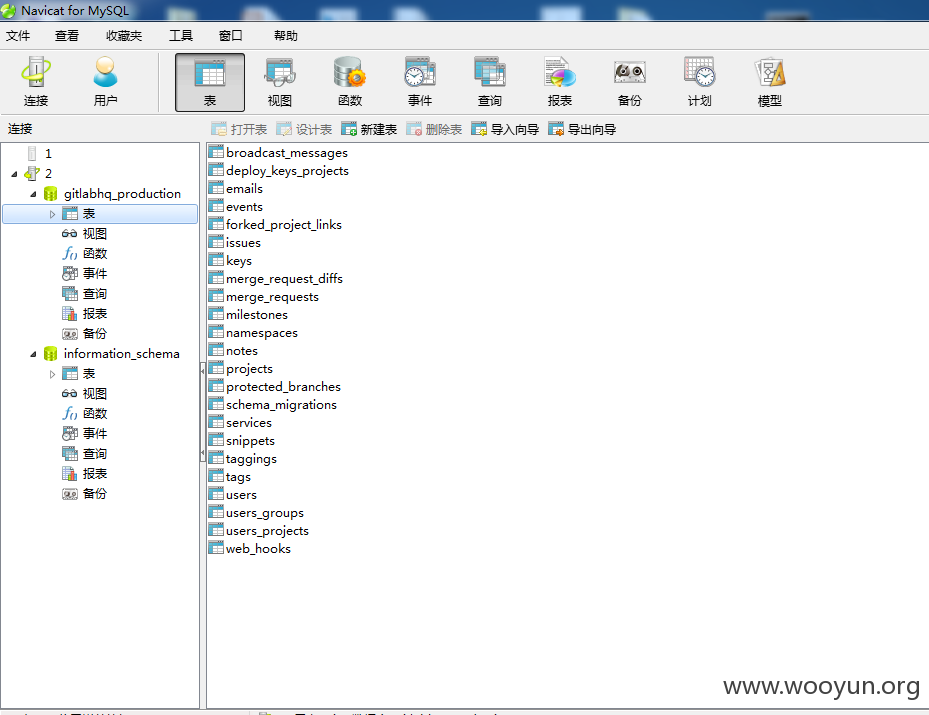 Navicat for MySQL
文件 查看 收藏夹 工具 窗口 帮助
连接 用户 表 视图 函数 事件 查询 报表 备份 计划 模型
连接 打开表 设计表 新建表 删除表 导入向导 导出向导
1
2
gitlabhq_production
表
视图
函数
事件
查询
报表
备份
information_schema
表
视图
函数
事件
查询
报表
备份
broadcast_messages
deploy_keys_projects
emails
events
forked_project_links
issues
keys
merge_request_diffs
merge_requests
milestones
namespaces
notes
projects
protected_branches
schema_migrations
services
snippets
taggings
tags
users
users_groups
users_projects
web_hooks
www.wooyun.org